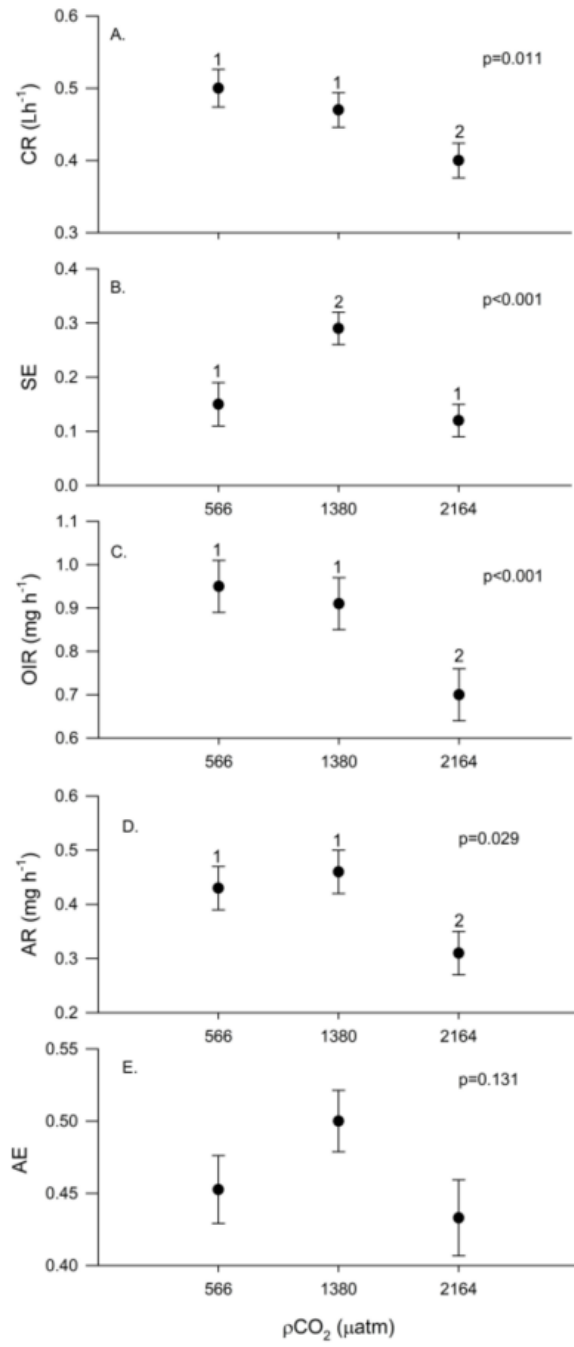 A.
p=0.011
CR (Lh⁻¹)
0.6
0.5
0.4
0.3
1
1
2
B.
p<0.001
SE
0.4
0.3
0.2
0.1
0.0
1
2
1
566 1380 2164
C.
p<0.001
OIR (mg h⁻¹)
1.1
1.0
0.9
0.8
0.7
0.6
1
1
2
566 1380 2164
D.
p=0.029
AR (mg h⁻¹)
0.6
0.5
0.4
0.3
0.2
1
1
2
566 1380 2164
E.
p=0.131
AE
0.55
0.50
0.45
0.40
566 1380 2164
ρCO₂ (μatm)